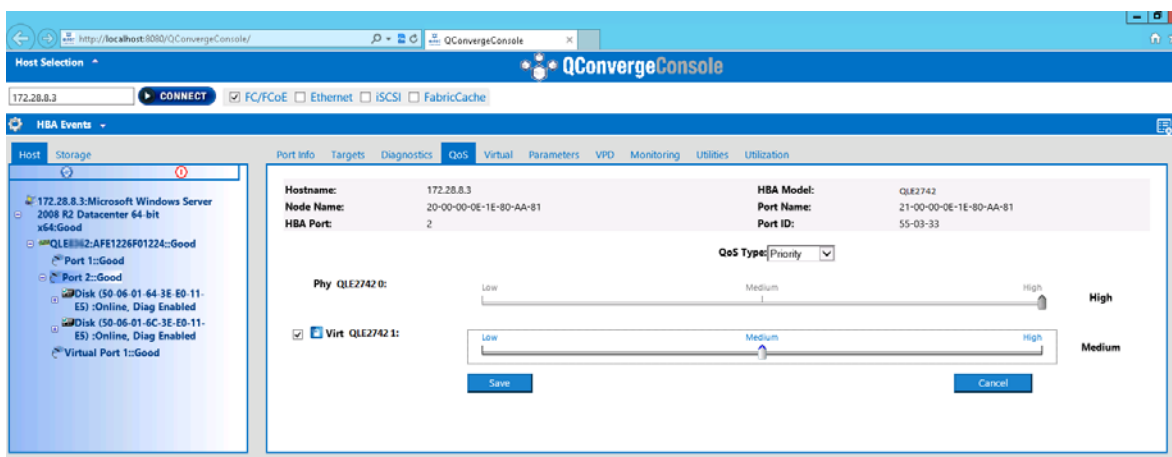 http://localhost:8080/QConvergeConsole/
QConvergeConsole
Host Selection
QConvergeConsole
172.28.8.3 CONNECT FC/FCoE Ethernet iSCSI FabricCache
HBA Events
Host Storage
Port Info Targets Diagnostics QoS Virtual Parameters VPD Monitoring Utilities Utilization
172.28.8.3:Microsoft Windows Server
2008 R2 Datacenter 64-bit
x64:Good
2:AFE1226F01224::Good
Port 1::Good
Port 2::Good
Disk (50-06-01-64-3E-E0-11-
E5) :Online, Diag Enabled
Disk (50-06-01-6C-3E-E0-11-
E5) :Online, Diag Enabled
Virtual Port 1::Good
Hostname: 172.28.8.3 HBA Model: QLE2742
Node Name: 20-00-00-0E-1E-80-AA-81 Port Name: 21-00-00-0E-1E-80-AA-81
HBA Port: 2 Port ID: 55-03-33
QoS Type: Priority
Phy QLE2742 0: Low Medium High High
Virt QLE2742 1: Low Medium High Medium
Save Cancel